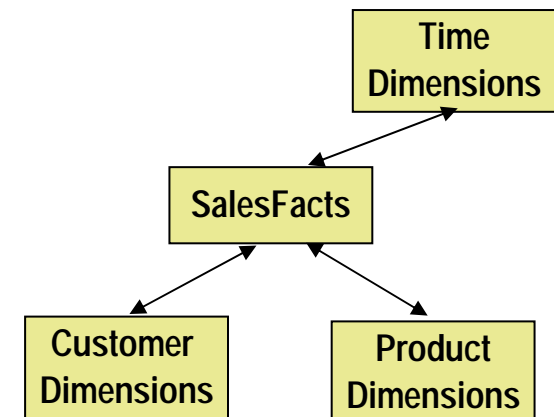 Time
Dimensions
SalesFacts
Customer
Dimensions
Product
Dimensions